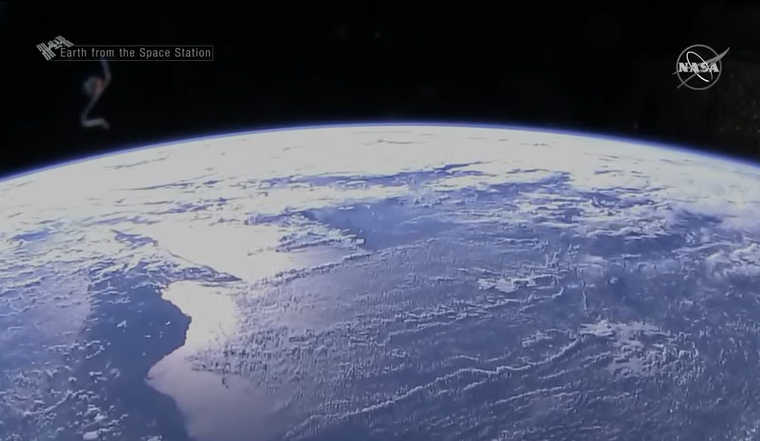 Earth from the Space Station
NASA